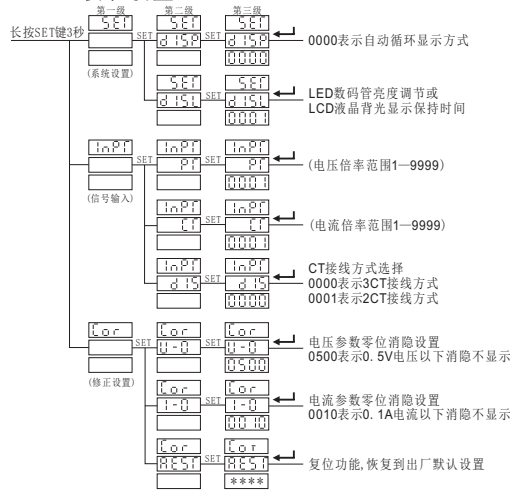 第一级 第二级 第三级
长按SET键3秒
SET SET SET
SET
dISP SET dISP
0000
0000表示自动循环显示方式
(系统设置)
SET SET
dISL SET dISL
0001
LED数码管亮度调节或
LCD液晶背光显示保持时间
InPT InPT InPT
SET PT SET PT
0001
(电压倍率范围1—9999)
(信号输入)
InPT InPT
CT SET CT
0001
(电流倍率范围1—9999)
InPT InPT
dIS SET dIS
0000
CT接线方式选择
0000表示3CT接线方式
0001表示2CT接线方式
Cor Cor Cor
SET U-0 SET U-0
0500
电压参数零位消隐设置
0500表示0.5V电压以下消隐不显示
(修正设置)
Cor Cor
I-0 SET I-0
0010
电流参数零位消隐设置
0010表示0.1A电流以下消隐不显示
Cor Cor
REST SET REST
****
复位功能,恢复到出厂默认设置